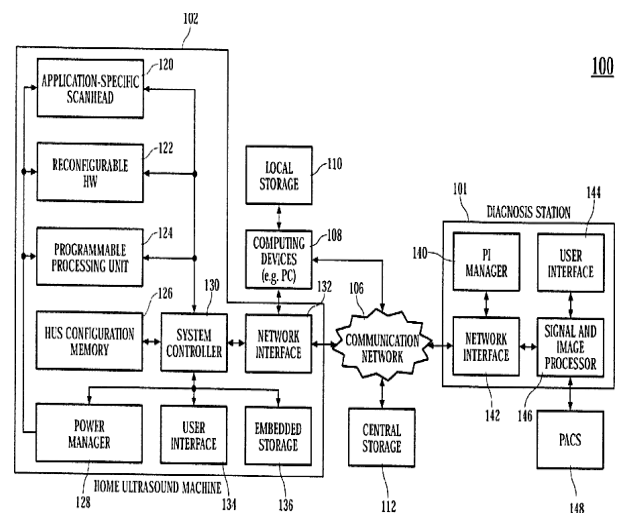 102
100
120
APPLICATION-SPECIFIC
SCANHEAD
122
RECONFIGURABLE
HW
124
PROGRAMMABLE
PROCESSING UNIT
126
HUS CONFIGURATION
MEMORY
130
SYSTEM
CONTROLLER
132
NETWORK
INTERFACE
POWER
MANAGER
128
USER
INTERFACE
134
EMBEDDED
STORAGE
136
HOME ULTRASOUND MACHINE
LOCAL
STORAGE
110
COMPUTING
DEVICES
(e.g. PC)
108
106
COMMUNICATION
NETWORK
CENTRAL
STORAGE
112
101
DIAGNOSIS STATION
144
140
PI
MANAGER
USER
INTERFACE
NETWORK
INTERFACE
142
SIGNAL AND
IMAGE
PROCESSOR
146
PACS
148